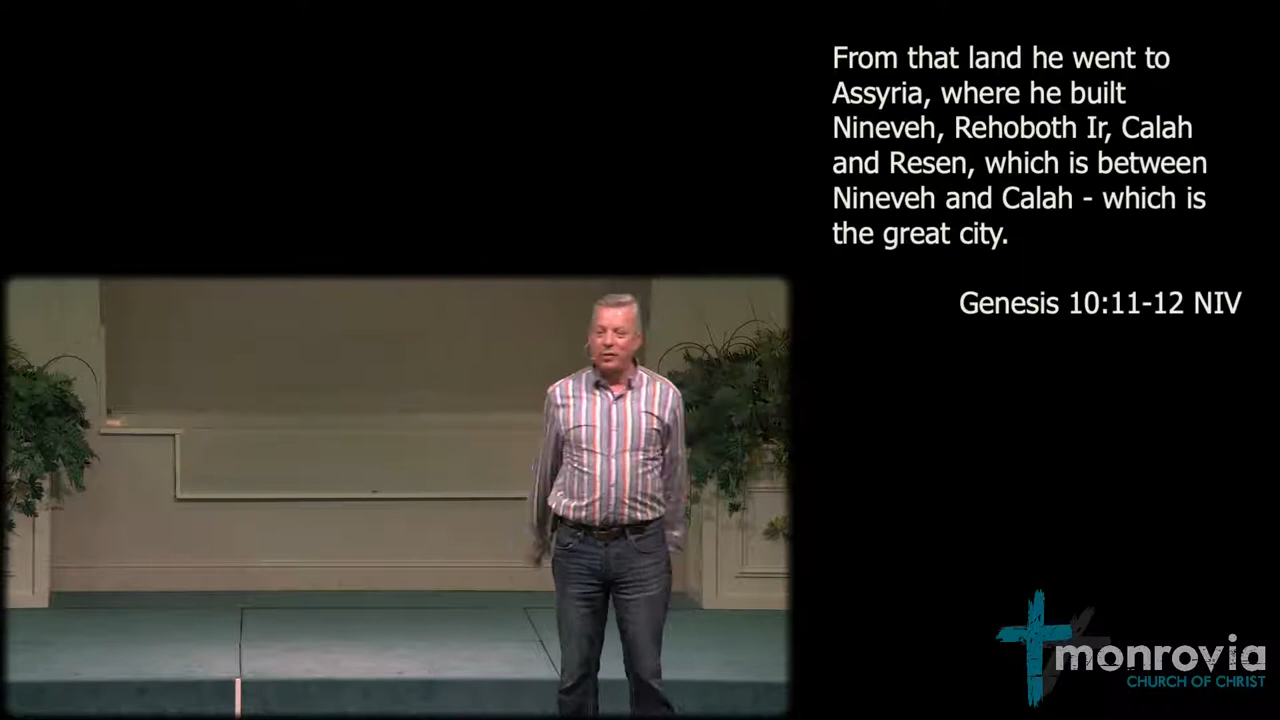 From that land he went to
Assyria, where he built
Nineveh, Rehoboth Ir, Calah
and Resen, which is between
Nineveh and Calah - which is
the great city.
Genesis 10:11-12 NIV
monrovia
CHURCH OF CHRIST